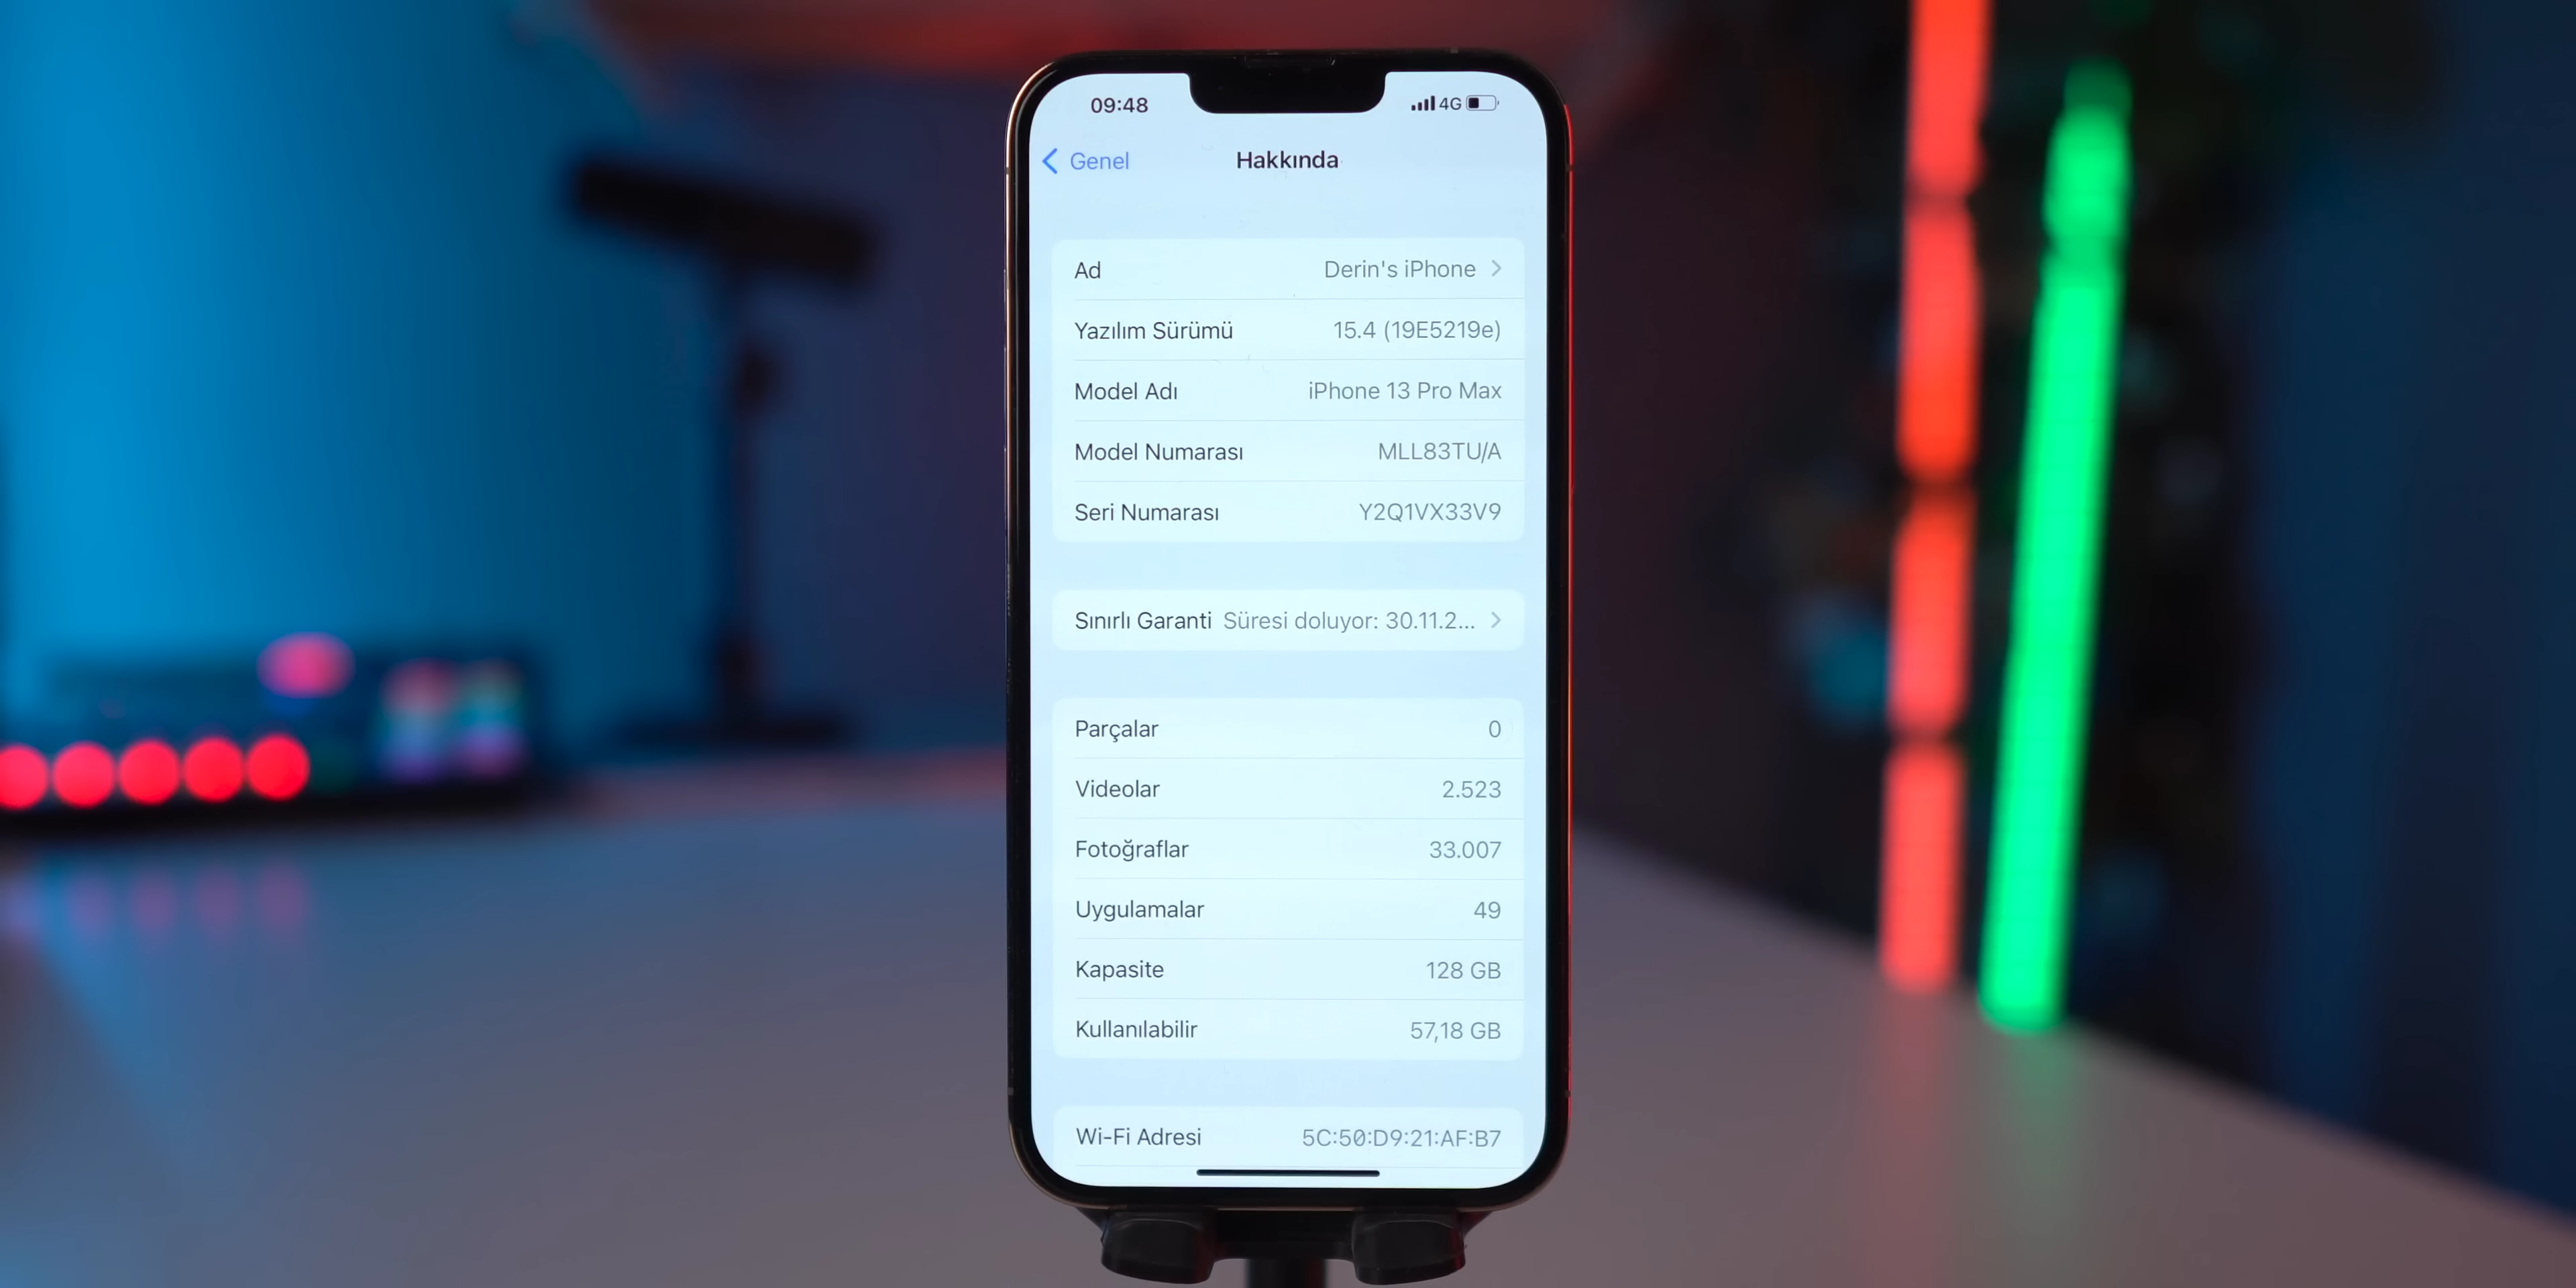 09:48 4G
Genel Hakkında
Ad Derin's iPhone
Yazılım Sürümü 15.4 (19E5219e)
Model Adı iPhone 13 Pro Max
Model Numarası MLL83TU/A
Seri Numarası Y2Q1VX33V9
Sınırlı Garanti Süresi doluyor: 30.11.2...
Parçalar 0
Videolar 2.523
Fotoğraflar 33.007
Uygulamalar 49
Kapasite 128 GB
Kullanılabilir 57,18 GB
Wi-Fi Adresi 5C:50:D9:21:AF:B7